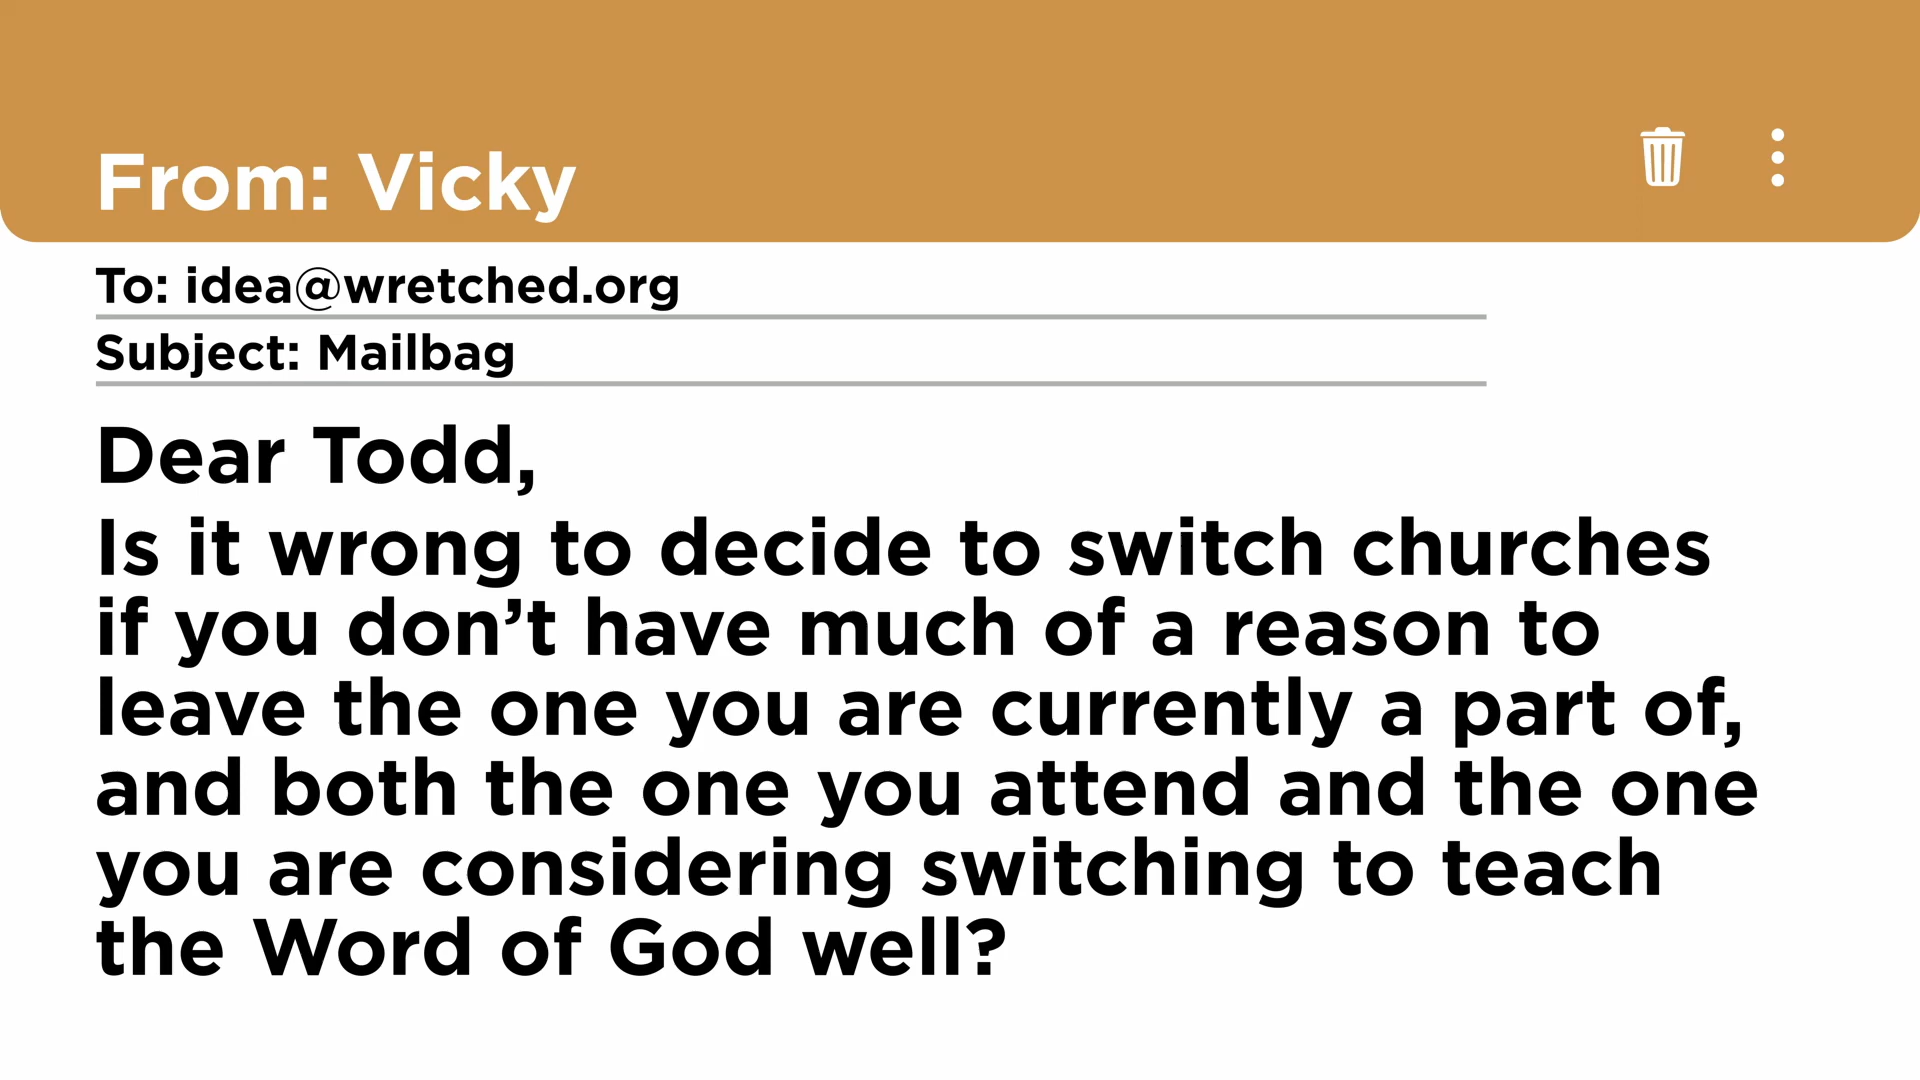 From: Vicky
To: idea@wretched.org
Subject: Mailbag
Dear Todd,
Is it wrong to decide to switch churches
if you don’t have much of a reason to
leave the one you are currently a part of,
and both the one you attend and the one
you are considering switching to teach
the Word of God well?